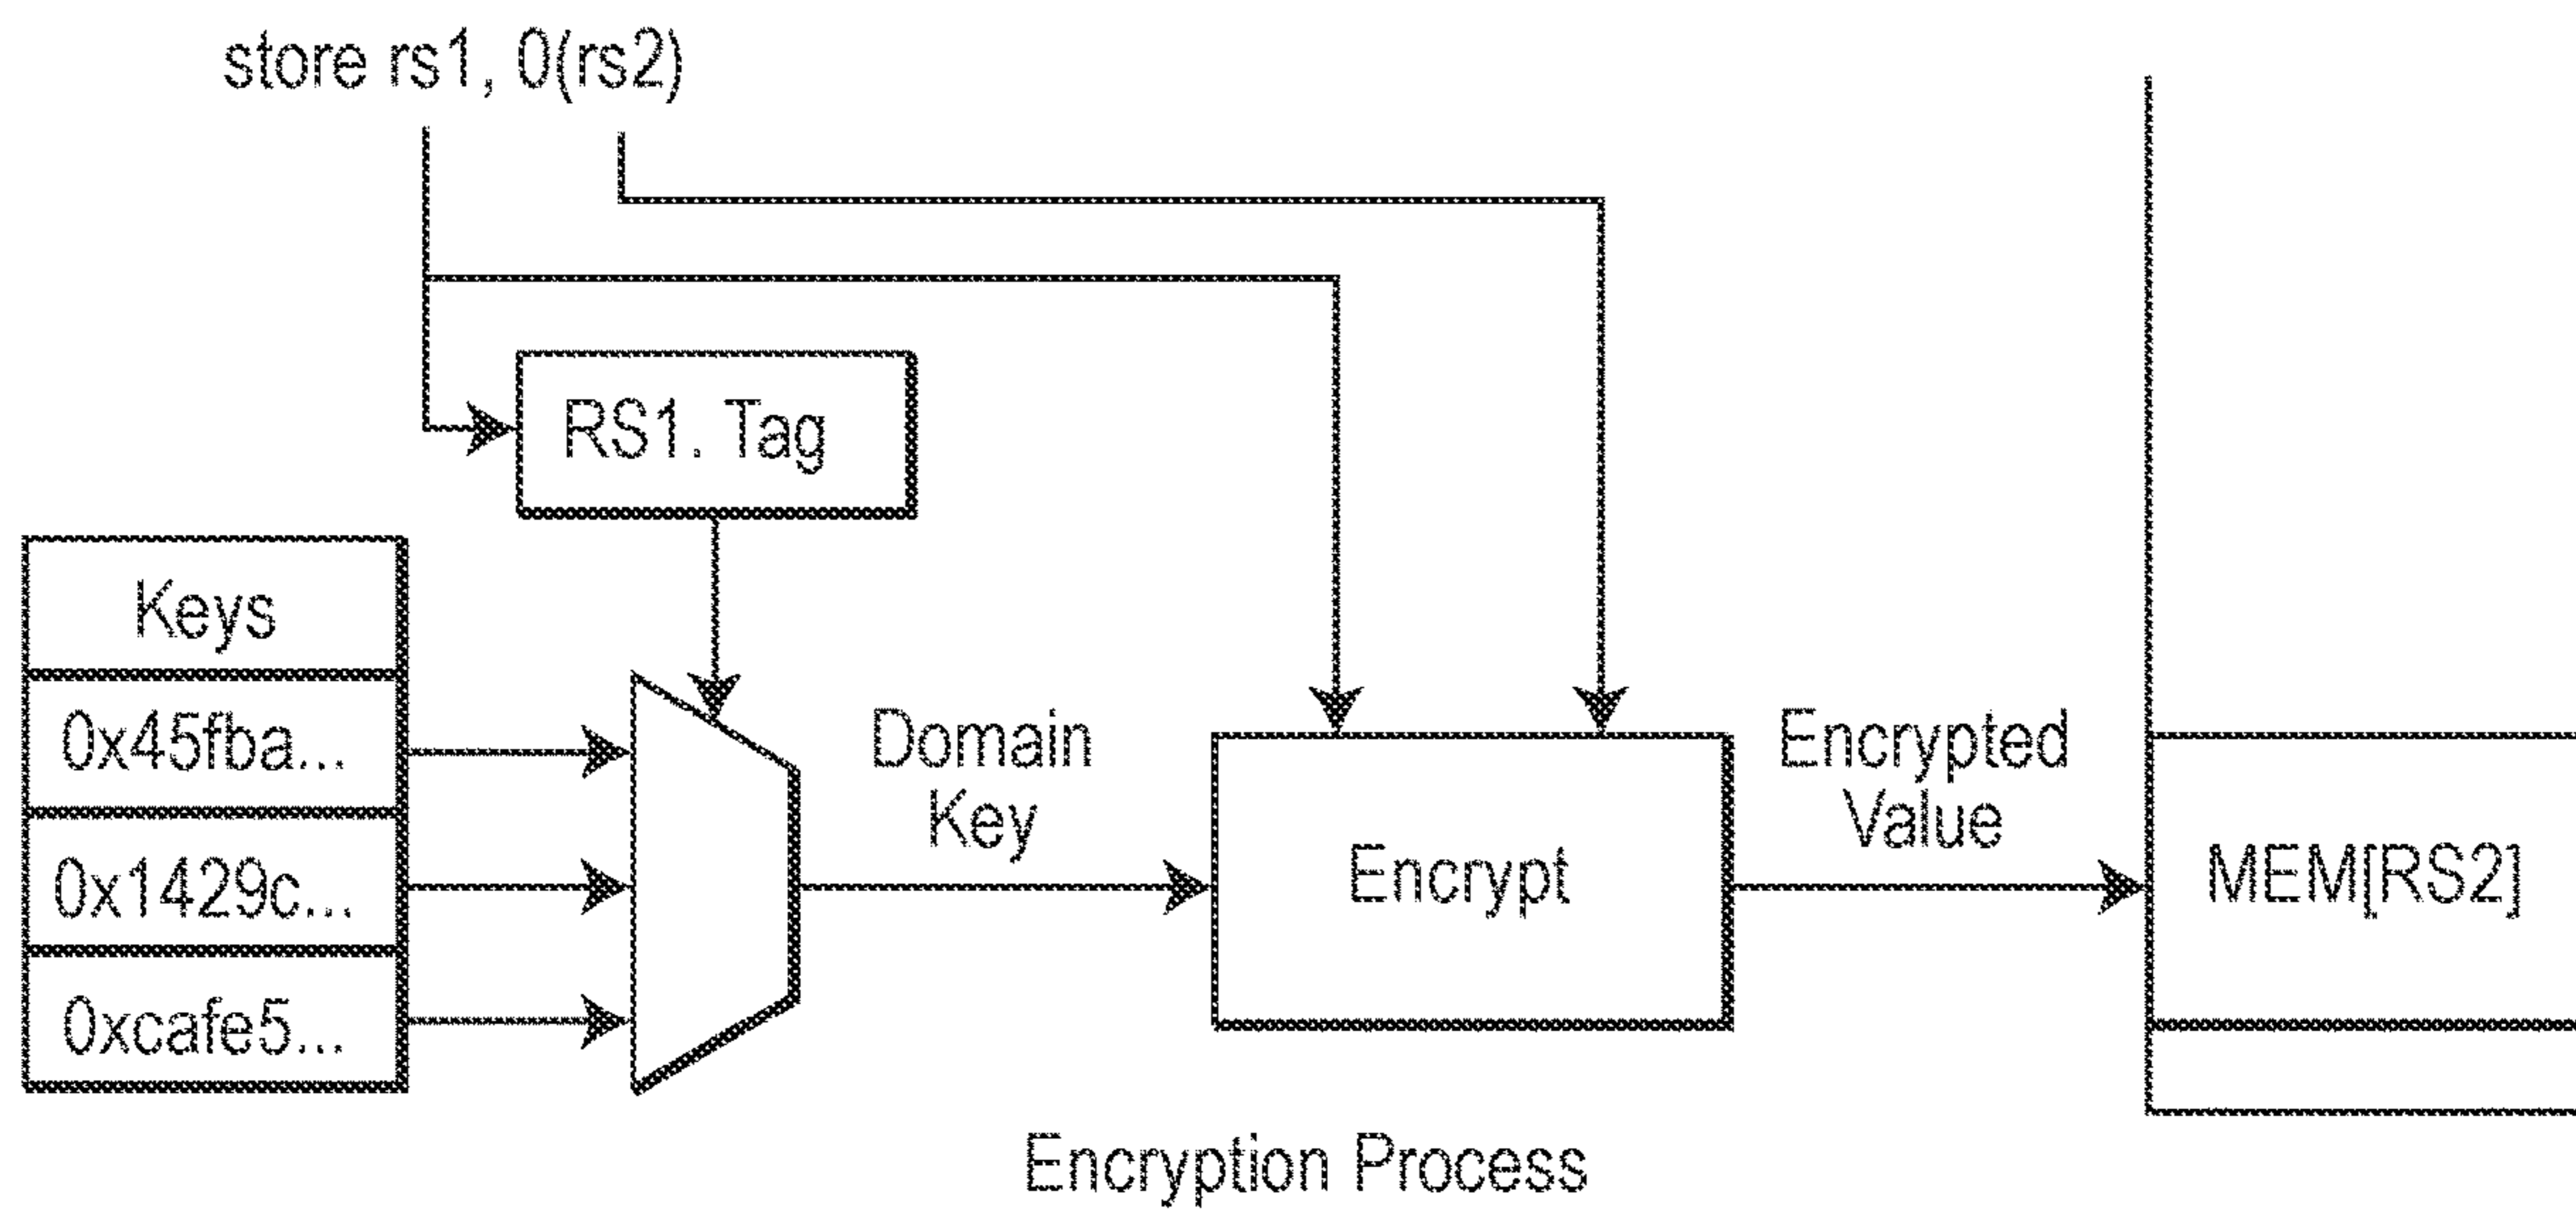 store rs1, 0(rs2)
RS1. Tag
Keys
0x45fba...
0x1429c...
0xcafe5...
Domain
Key
Encrypt
Encrypted
Value
MEM[RS2]
Encryption Process